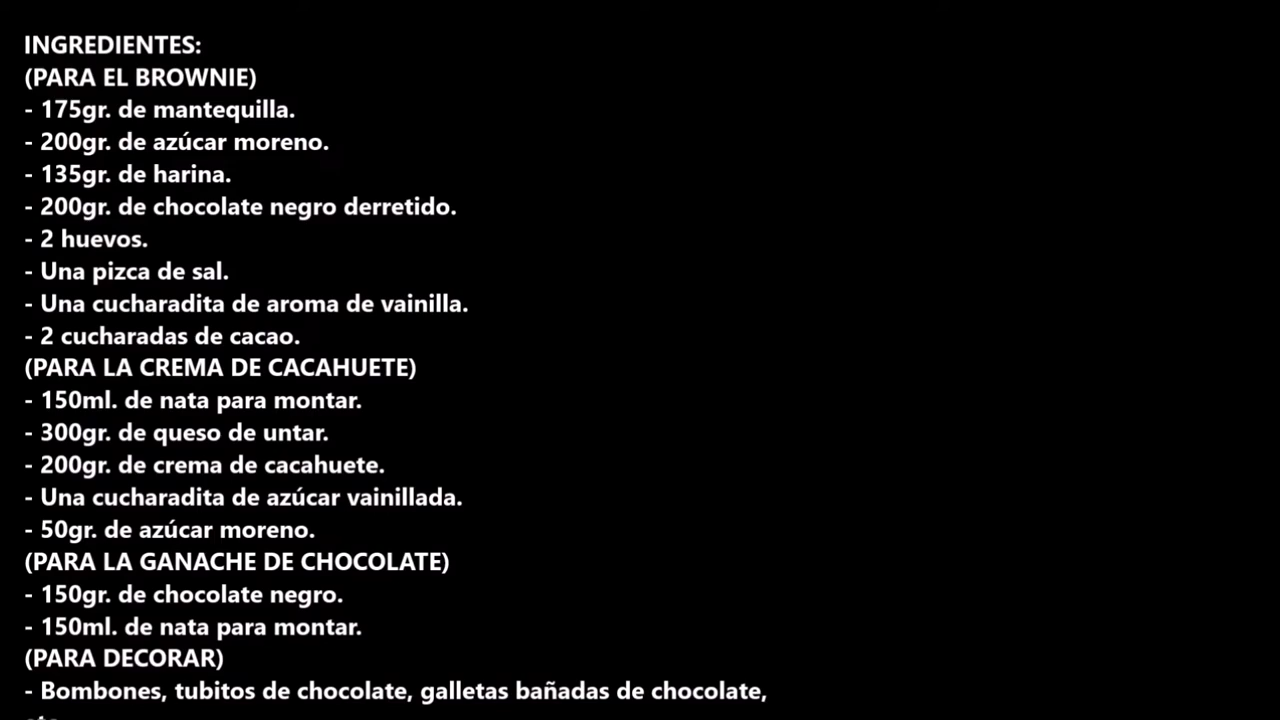 INGREDIENTES:
(PARA EL BROWNIE)
- 175gr. de mantequilla.
- 200gr. de azúcar moreno.
- 135gr. de harina.
- 200gr. de chocolate negro derretido.
- 2 huevos.
- Una pizca de sal.
- Una cucharadita de aroma de vainilla.
- 2 cucharadas de cacao.
(PARA LA CREMA DE CACAHUETE)
- 150ml. de nata para montar.
- 300gr. de queso de untar.
- 200gr. de crema de cacahuete.
- Una cucharadita de azúcar vainillada.
- 50gr. de azúcar moreno.
(PARA LA GANACHE DE CHOCOLATE)
- 150gr. de chocolate negro.
- 150ml. de nata para montar.
(PARA DECORAR)
- Bombones, tubitos de chocolate, galletas bañadas de chocolate,